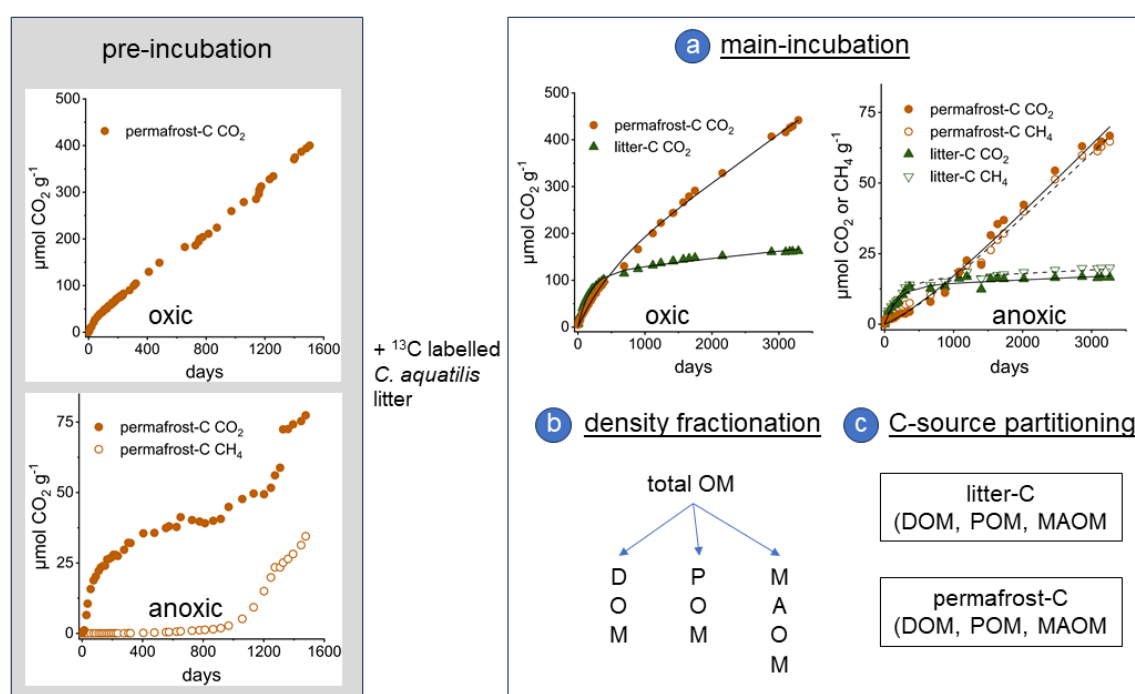 pre-incubation
500
400
300
200
100
0
µmol CO₂ g⁻¹
permafrost-C CO₂
oxic
0 400 800 1200 1600
days
75
50
25
0
µmol CO₂ g⁻¹
permafrost-C CO₂
permafrost-C CH₄
anoxic
0 400 800 1200 1600
days
+ ¹³C labelled
C. aquatilis
litter
a main-incubation
500
400
300
200
100
0
µmol CO₂ g⁻¹
permafrost-C CO₂
litter-C CO₂
oxic
0 1000 2000 3000
days
75
50
25
0
µmol CO₂ or CH₄ g⁻¹
permafrost-C CO₂
permafrost-C CH₄
litter-C CO₂
litter-C CH₄
anoxic
0 1000 2000 3000
days
b density fractionation
total OM
D P M
O O A
M M O
M
c C-source partitioning
litter-C
(DOM, POM, MAOM
permafrost-C
(DOM, POM, MAOM